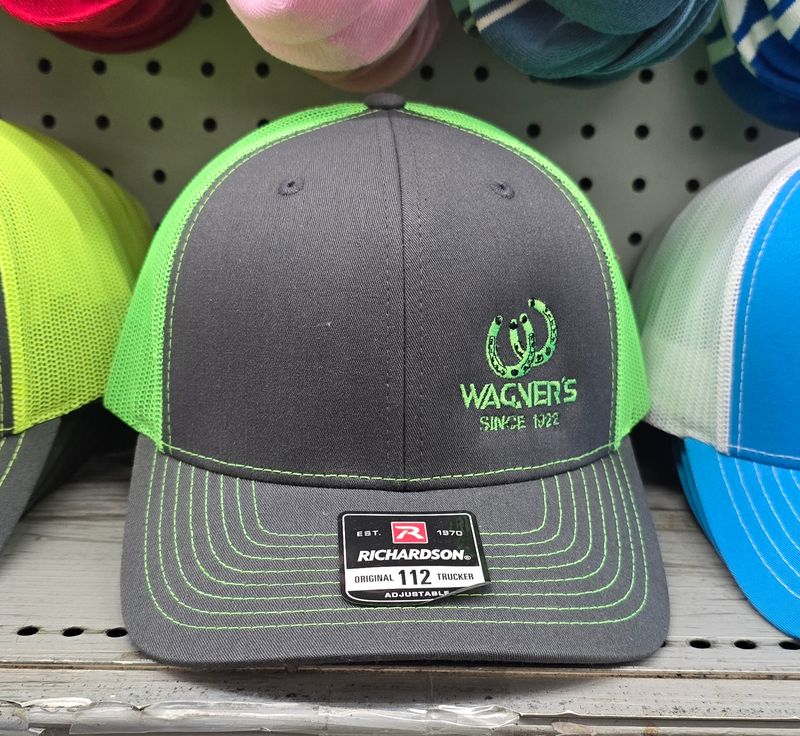 WAGNER'S
SINCE 1922
EST. R 1970
RICHARDSON®
ORIGINAL 112 TRUCKER
ADJUSTABLE